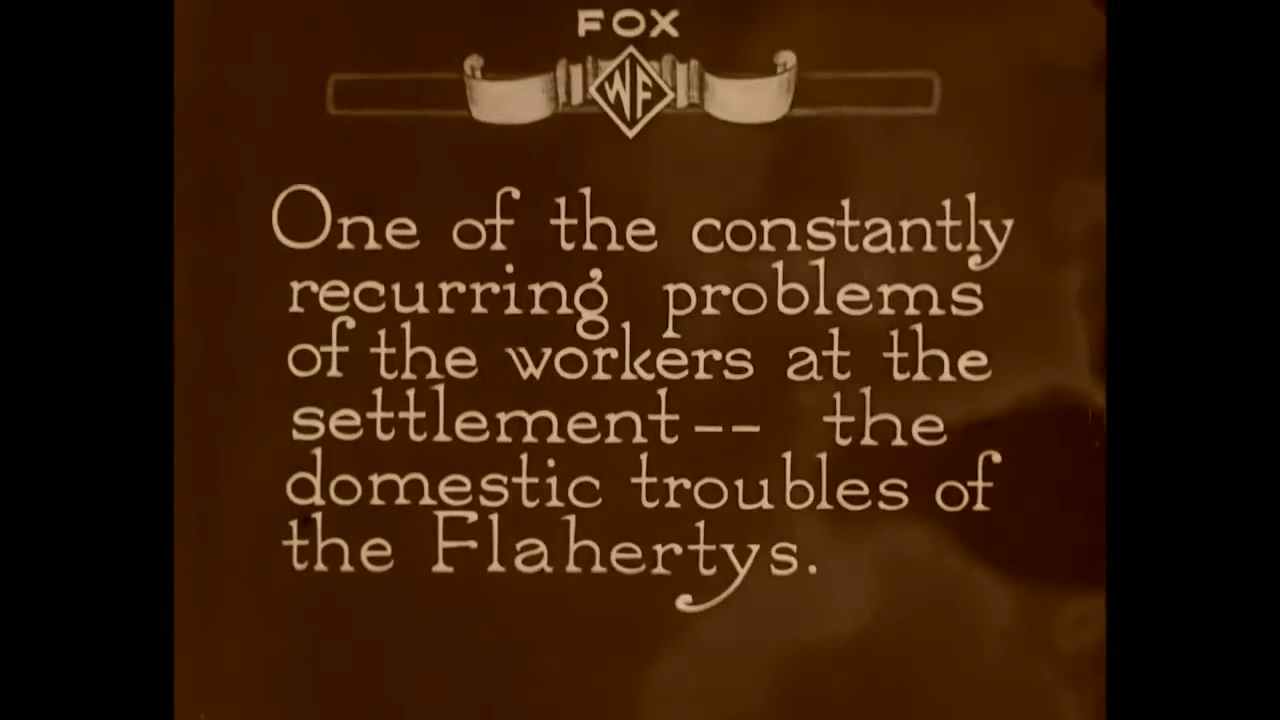 FOX
WF
One of the constantly
recurring problems
of the workers at the
settlement-- the
domestic troubles of
the Flahertys.